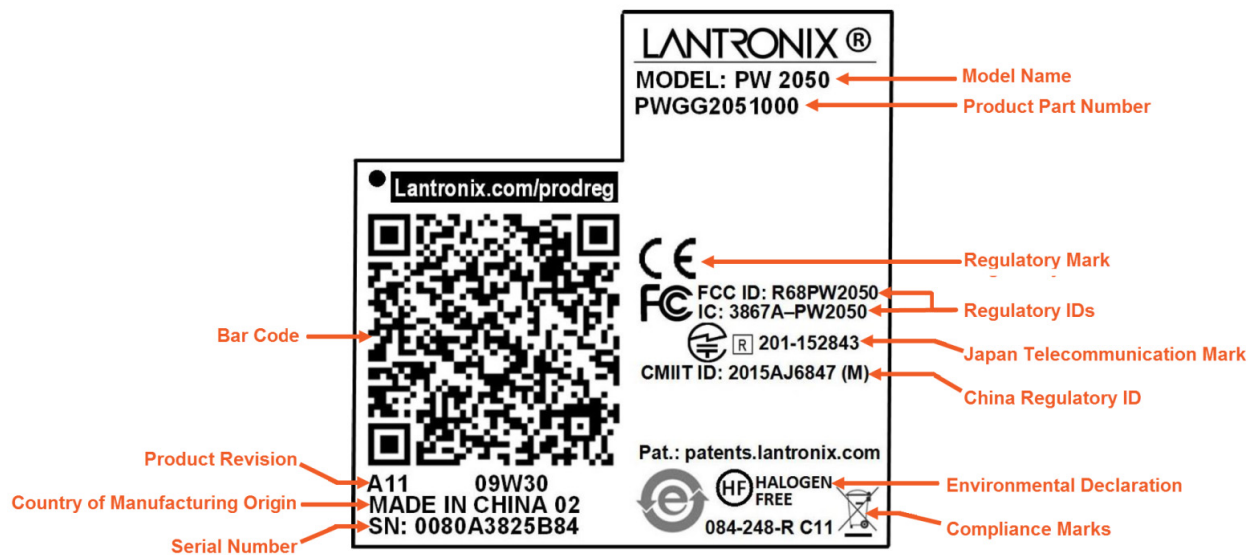 LANTRONIX ®
MODEL: PW 2050
Model Name
PWGG2051000
Product Part Number
Lantronix.com/prodreg
CE
Regulatory Mark
FC FCC ID: R68PW2050
IC: 3867A–PW2050
Regulatory IDs
Bar Code
R 201-152843
Japan Telecommunication Mark
CMIIT ID: 2015AJ6847 (M)
China Regulatory ID
Pat.: patents.lantronix.com
Product Revision
A11 09W30
Country of Manufacturing Origin
MADE IN CHINA 02
Serial Number
SN: 0080A3825B84
e
HF HALOGEN
FREE
Environmental Declaration
084-248-R C11
Compliance Marks